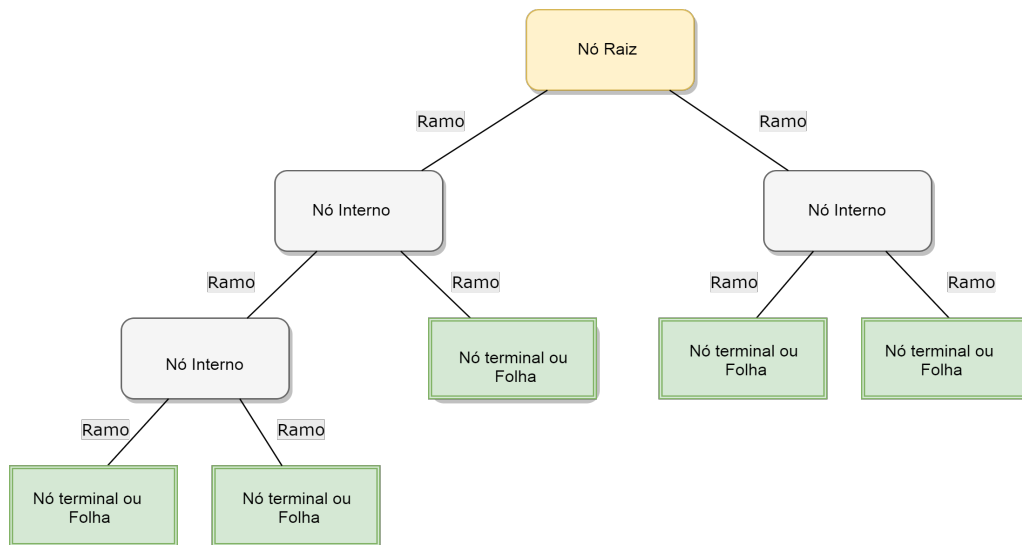 Nó Raiz
Ramo
Ramo
Nó Interno
Nó Interno
Ramo
Ramo
Ramo
Ramo
Nó Interno
Nó terminal ou
Folha
Nó terminal ou
Folha
Nó terminal ou
Folha
Ramo
Ramo
Nó terminal ou
Folha
Nó terminal ou
Folha